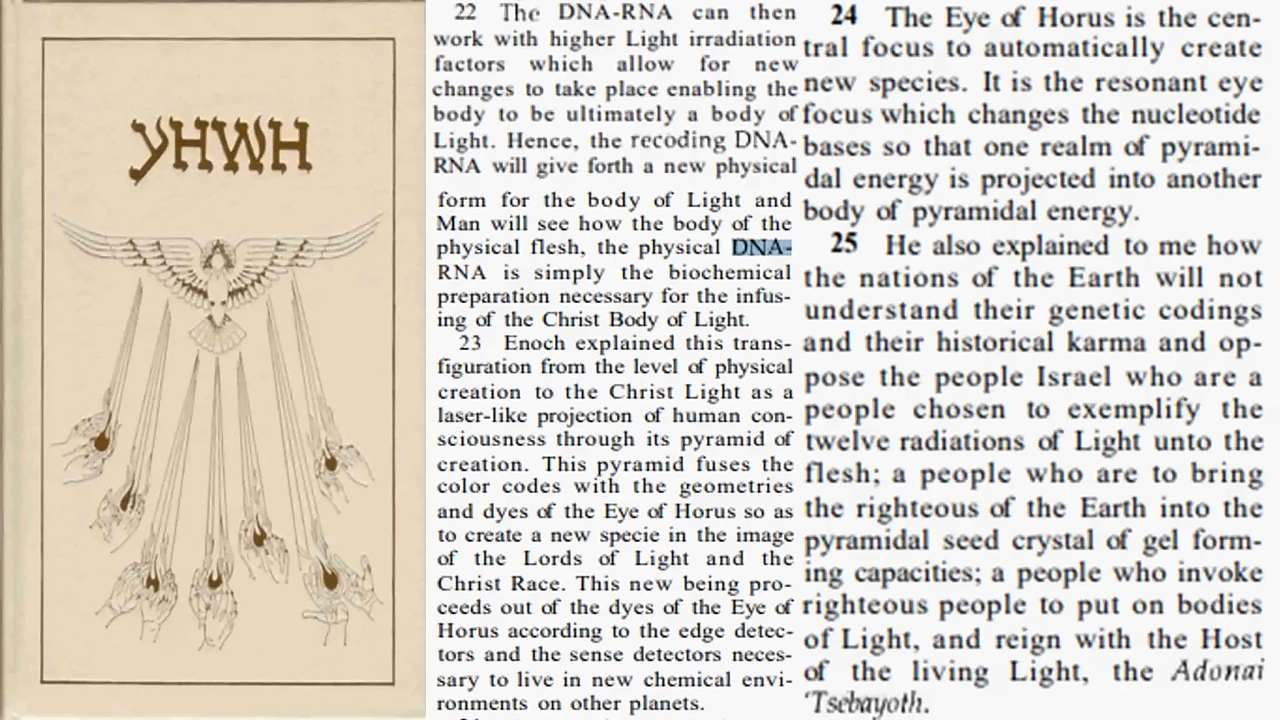 YHWH
22 The DNA-RNA can then
work with higher Light irradiation
factors which allow for new
changes to take place enabling the
body to be ultimately a body of
Light. Hence, the recoding DNA-
RNA will give forth a new physical
form for the body of Light and
Man will see how the body of the
physical flesh, the physical DNA-
RNA is simply the biochemical
preparation necessary for the infus-
ing of the Christ Body of Light.
23 Enoch explained this trans-
figuration from the level of physical
creation to the Christ Light as a
laser-like projection of human con-
sciousness through its pyramid of
creation. This pyramid fuses the
color codes with the geometries
and dyes of the Eye of Horus so as
to create a new specie in the image
of the Lords of Light and the
Christ Race. This new being pro-
ceeds out of the dyes of the Eye of
Horus according to the edge detec-
tors and the sense detectors neces-
sary to live in new chemical envi-
ronments on other planets.
24 The Eye of Horus is the cen-
tral focus to automatically create
new species. It is the resonant eye
focus which changes the nucleotide
bases so that one realm of pyrami-
dal energy is projected into another
body of pyramidal energy.
25 He also explained to me how
the nations of the Earth will not
understand their genetic codings
and their historical karma and op-
pose the people Israel who are a
people chosen to exemplify the
twelve radiations of Light unto the
flesh; a people who are to bring
the righteous of the Earth into the
pyramidal seed crystal of gel form-
ing capacities; a people who invoke
righteous people to put on bodies
of Light, and reign with the Host
of the living Light, the Adonai
'Tsebayoth.